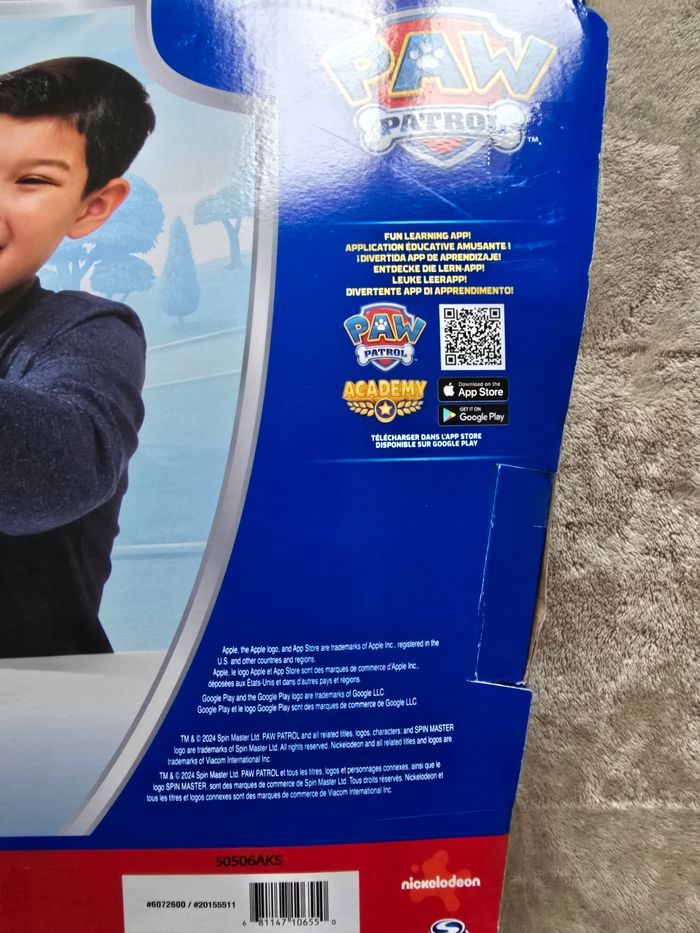 PAW
PATROL
™
FUN LEARNING APP!
APPLICATION ÉDUCATIVE AMUSANTE !
¡DIVERTIDA APP DE APRENDIZAJE!
ENTDECKE DIE LERN-APP!
LEUKE LEERAPP!
DIVERTENTE APP DI APPRENDIMENTO!
PAW
PATROL
ACADEMY
Download on the
App Store
GET IT ON
Google Play
TÉLÉCHARGER DANS L'APP STORE
DISPONIBLE SUR GOOGLE PLAY
Apple, the Apple logo, and App Store are trademarks of Apple Inc., registered in the
U.S. and other countries and regions.
Apple, le logo Apple et App Store sont des marques de commerce d'Apple Inc.,
déposées aux États-Unis et dans d'autres pays et régions.
Google Play and the Google Play logo are trademarks of Google LLC.
Google Play et le logo Google Play sont des marques de commerce de Google LLC.
TM & © 2024 Spin Master Ltd. PAW PATROL and all related titles, logos, characters; and SPIN MASTER
logo are trademarks of Spin Master Ltd. All rights reserved. Nickelodeon and all related titles and logos are
trademarks of Viacom International Inc.
TM & © 2024 Spin Master Ltd. PAW PATROL et tous les titres, logos et personnages connexes, ainsi que le
logo SPIN MASTER, sont des marques de commerce de Spin Master Ltd. Tous droits réservés. Nickelodeon et
tous les titres et logos connexes sont des marques de commerce de Viacom International Inc.
50506AKS
nickelodeon
#6072600 / #20155511
6 81147 10655 0